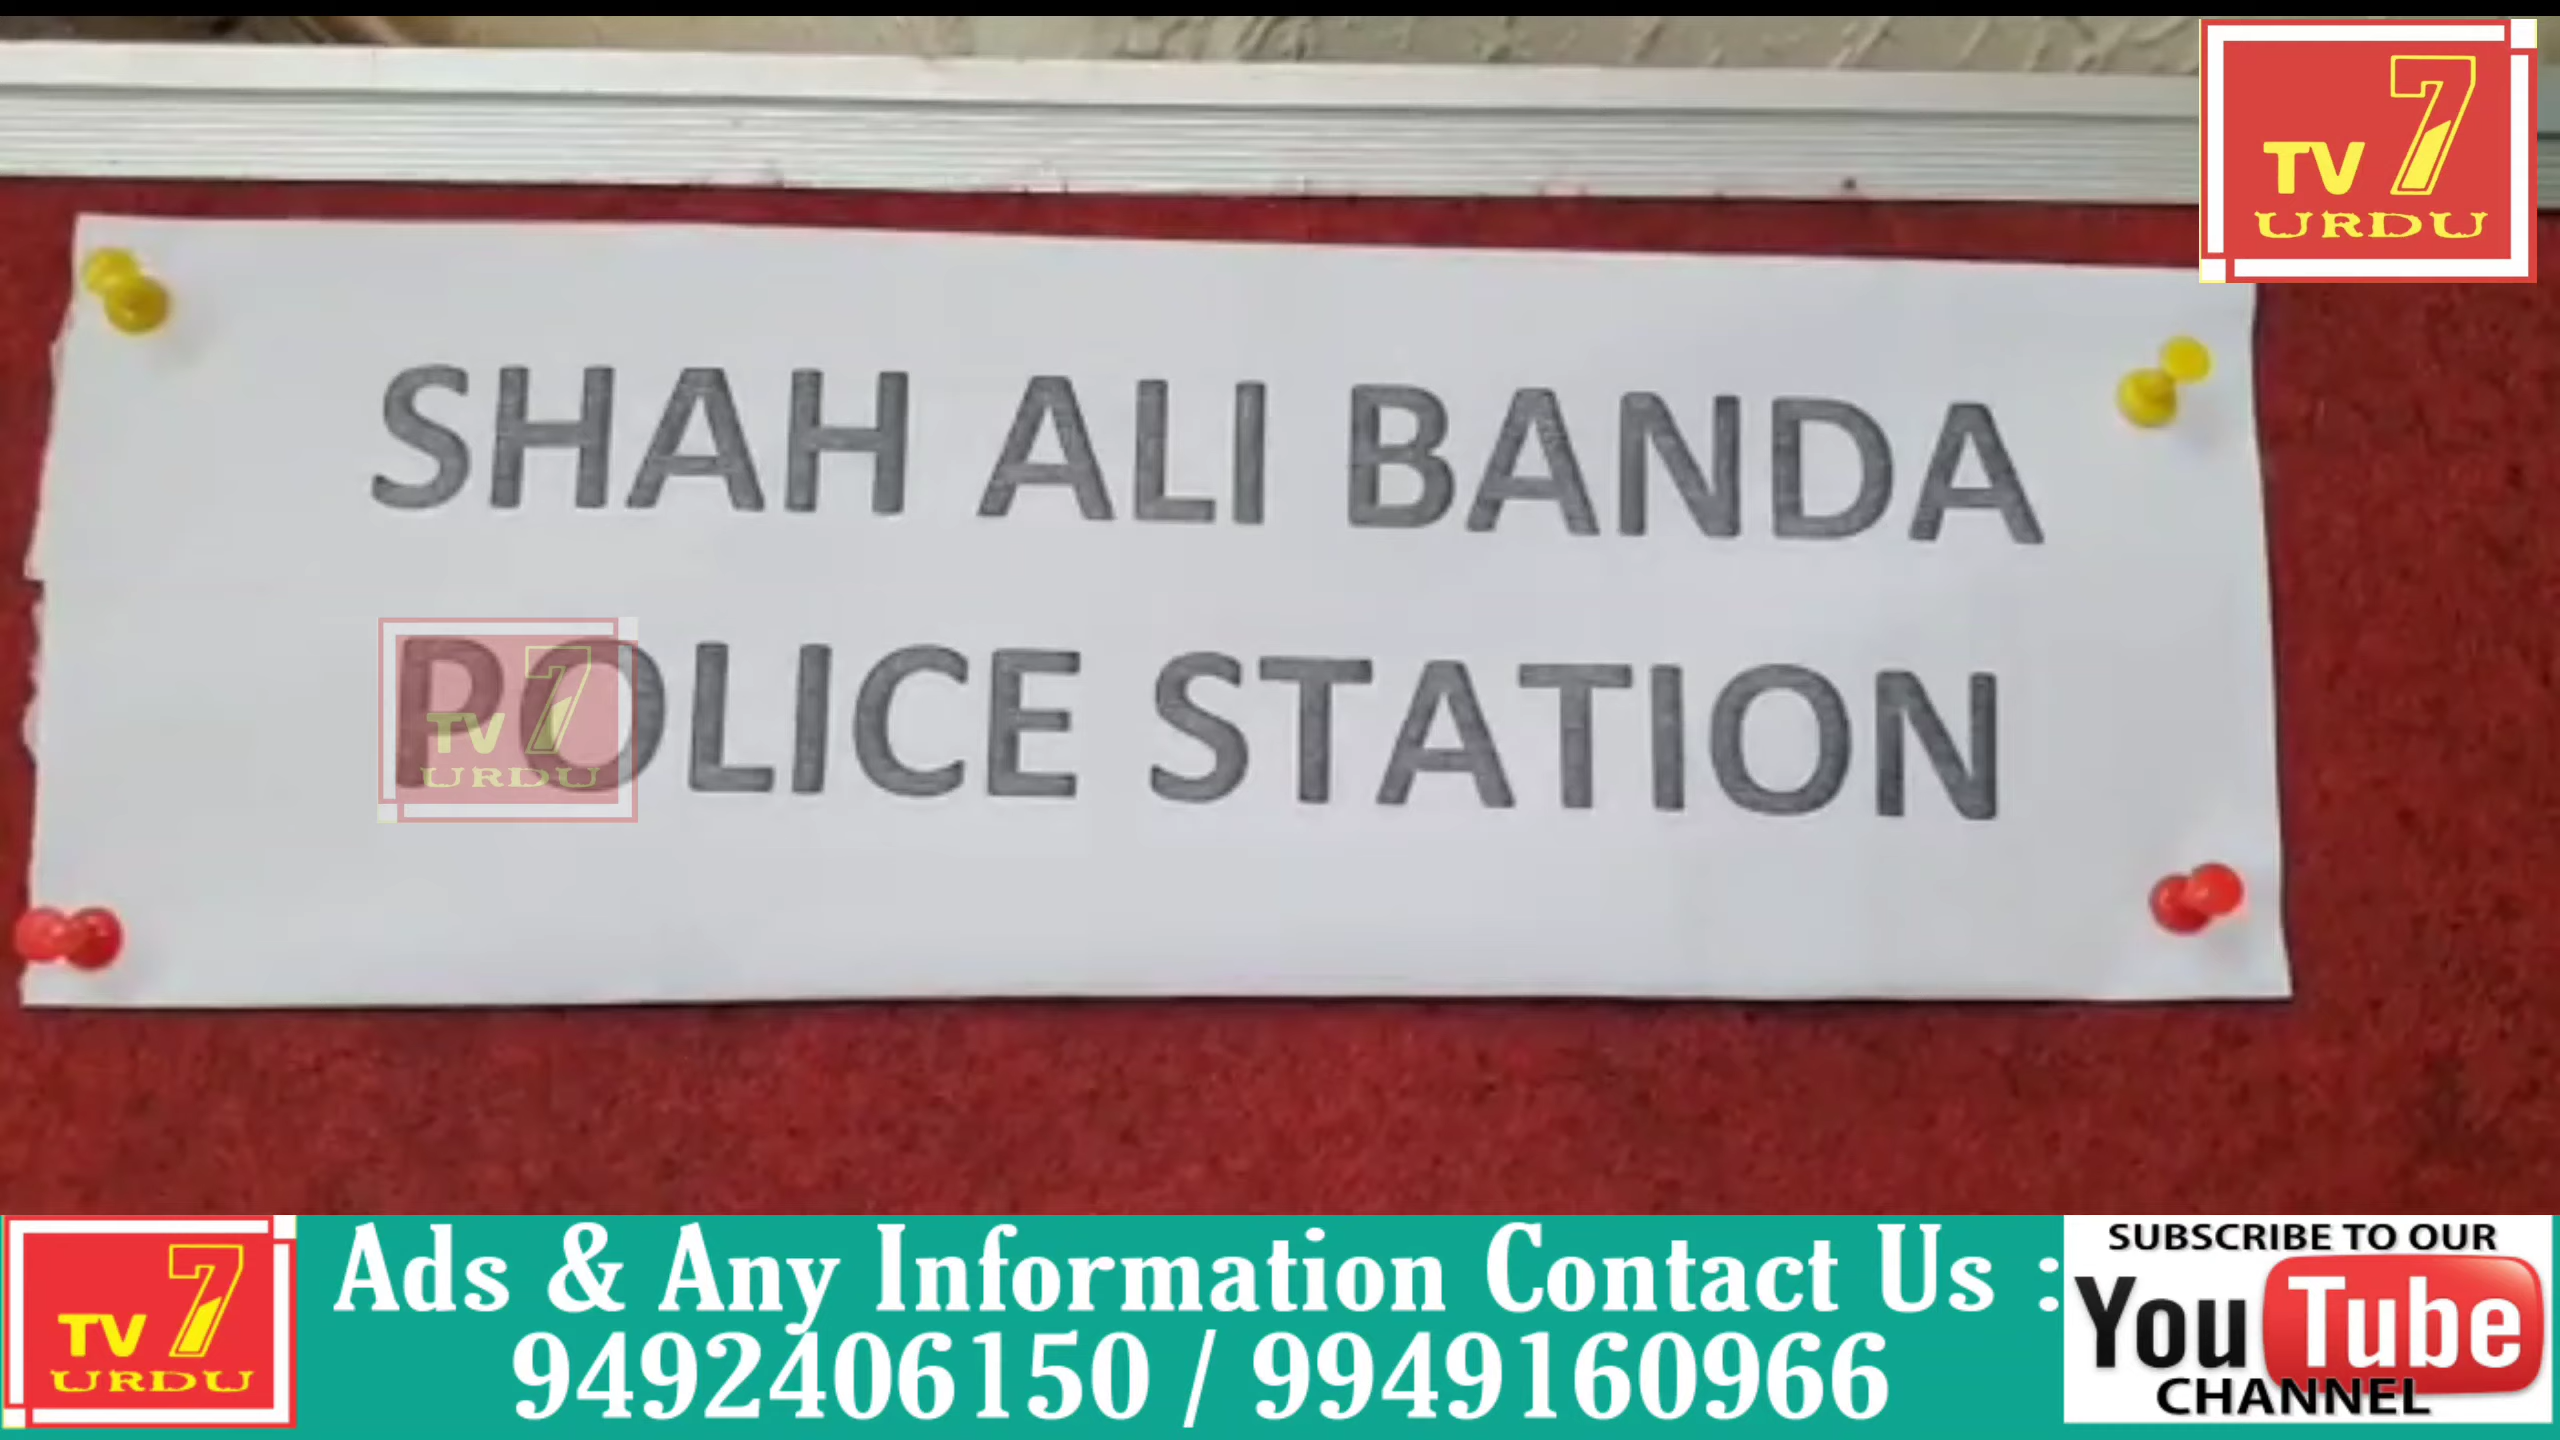 TV 7
URDU
SHAH ALI BANDA
POLICE STATION
TV 7
URDU
TV 7
URDU
Ads & Any Information Contact Us :
9492406150 / 9949160966
SUBSCRIBE TO OUR
YouTube
CHANNEL